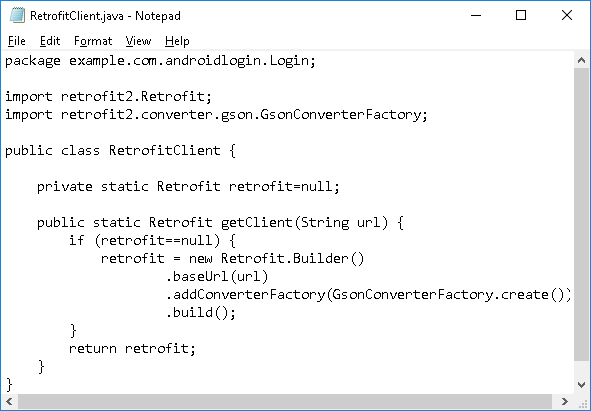 RetrofitClient.java - Notepad
File Edit Format View Help
package example.com.androidlogin.Login;

import retrofit2.Retrofit;
import retrofit2.converter.gson.GsonConverterFactory;

public class RetrofitClient {

    private static Retrofit retrofit=null;

    public static Retrofit getClient(String url) {
        if (retrofit==null) {
            retrofit = new Retrofit.Builder()
                    .baseUrl(url)
                    .addConverterFactory(GsonConverterFactory.create())
                    .build();
        }
        return retrofit;
    }
}